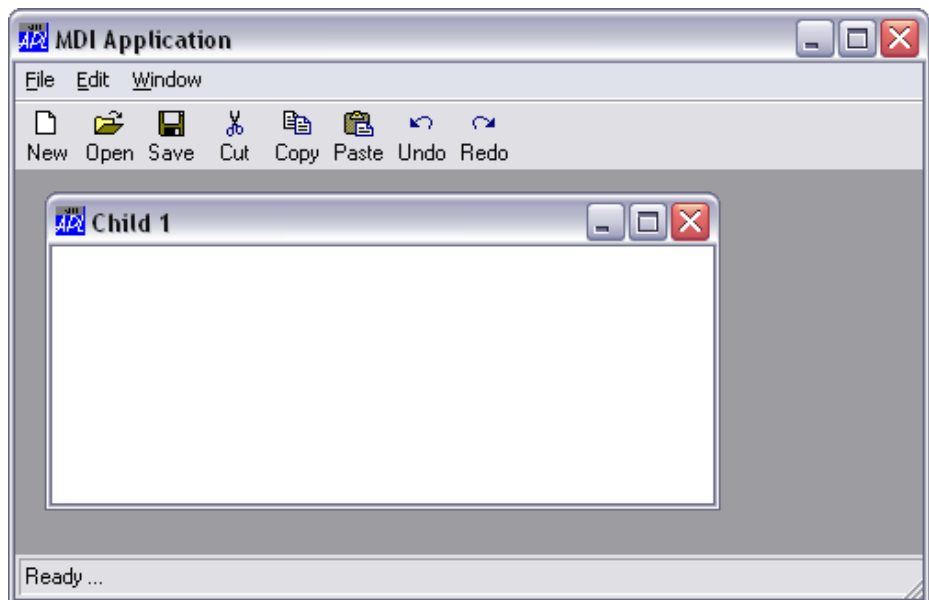 MDI Application
File Edit Window
New Open Save Cut Copy Paste Undo Redo
Child 1
Ready ...